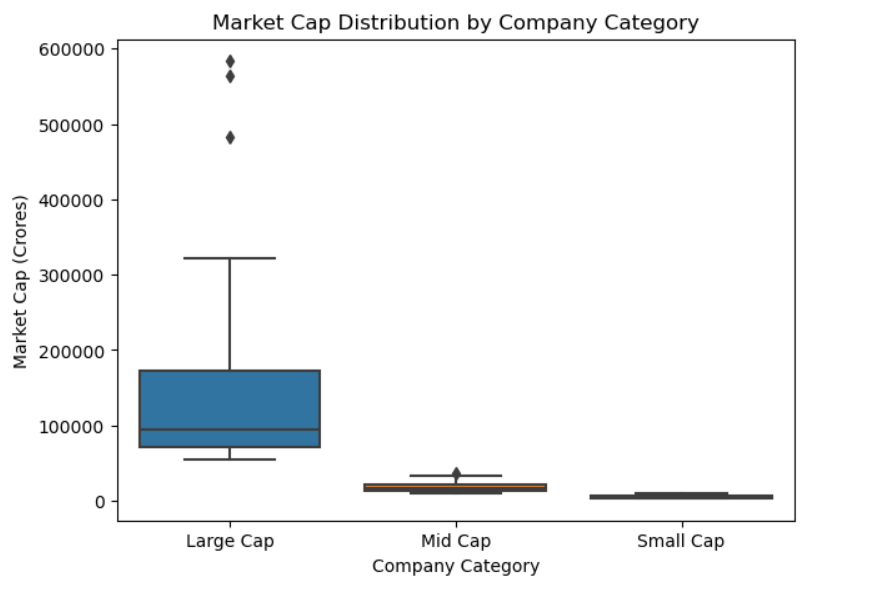 Market Cap Distribution by Company Category
600000
500000
400000
300000
200000
100000
0
Market Cap (Crores)
Large Cap
Mid Cap
Small Cap
Company Category